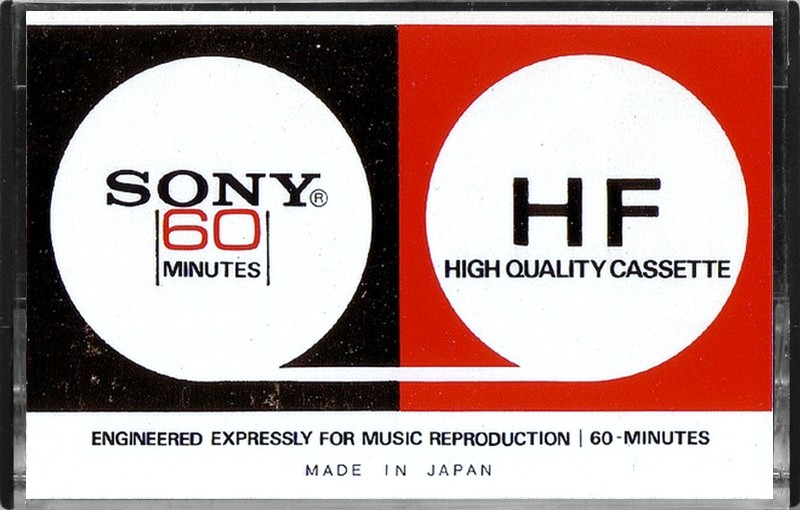 SONY®
60
MINUTES
HF
HIGH QUALITY CASSETTE
ENGINEERED EXPRESSLY FOR MUSIC REPRODUCTION | 60-MINUTES
MADE IN JAPAN